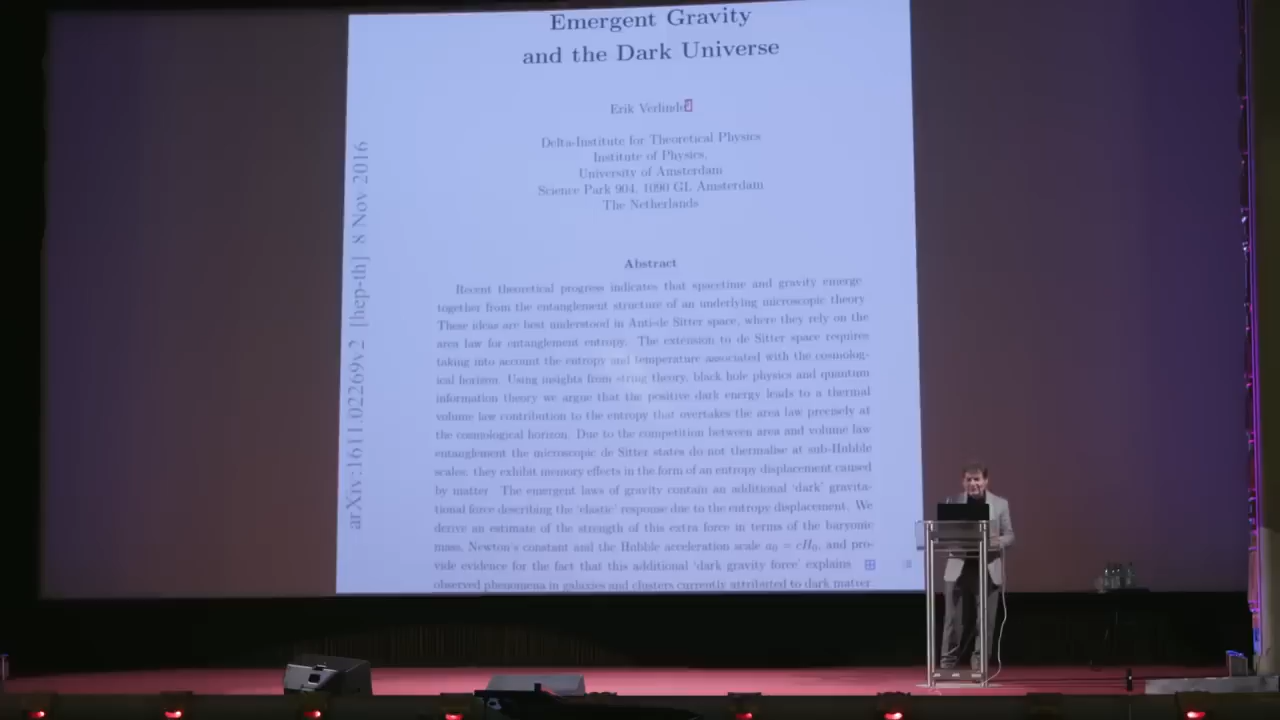 Emergent Gravity
and the Dark Universe
Erik Verlinde
Delta-Institute for Theoretical Physics
Institute of Physics,
University of Amsterdam
Science Park 904, 1090 GL Amsterdam
The Netherlands
arXiv:1611.02269v2 [hep-th] 8 Nov 2016
Abstract
Recent theoretical progress indicates that spacetime and gravity emerge
together from the entanglement structure of an underlying microscopic theory
These ideas are best understood in Anti-de Sitter space, where they rely on the
area law for entanglement entropy. The extension to de Sitter space requires
taking into account the entropy and temperature associated with the cosmolog-
ical horizon. Using insights from string theory, black hole physics and quantum
information theory we argue that the positive dark energy leads to a thermal
volume law contribution to the entropy that overtakes the area law precisely at
the cosmological horizon. Due to the competition between area and volume law
entanglement the microscopic de Sitter states do not thermalise at sub-Hubble
scales: they exhibit memory effects in the form of an entropy displacement caused
by matter. The emergent laws of gravity contain an additional 'dark' gravita-
tional force describing the 'elastic' response due to the entropy displacement. We
derive an estimate of the strength of this extra force in terms of the baryonic
mass, Newton's constant and the Hubble acceleration scale a₀ = cH₀, and pro-
vide evidence for the fact that this additional 'dark gravity force' explains
observed phenomena in galaxies and clusters currently attributed to dark matter